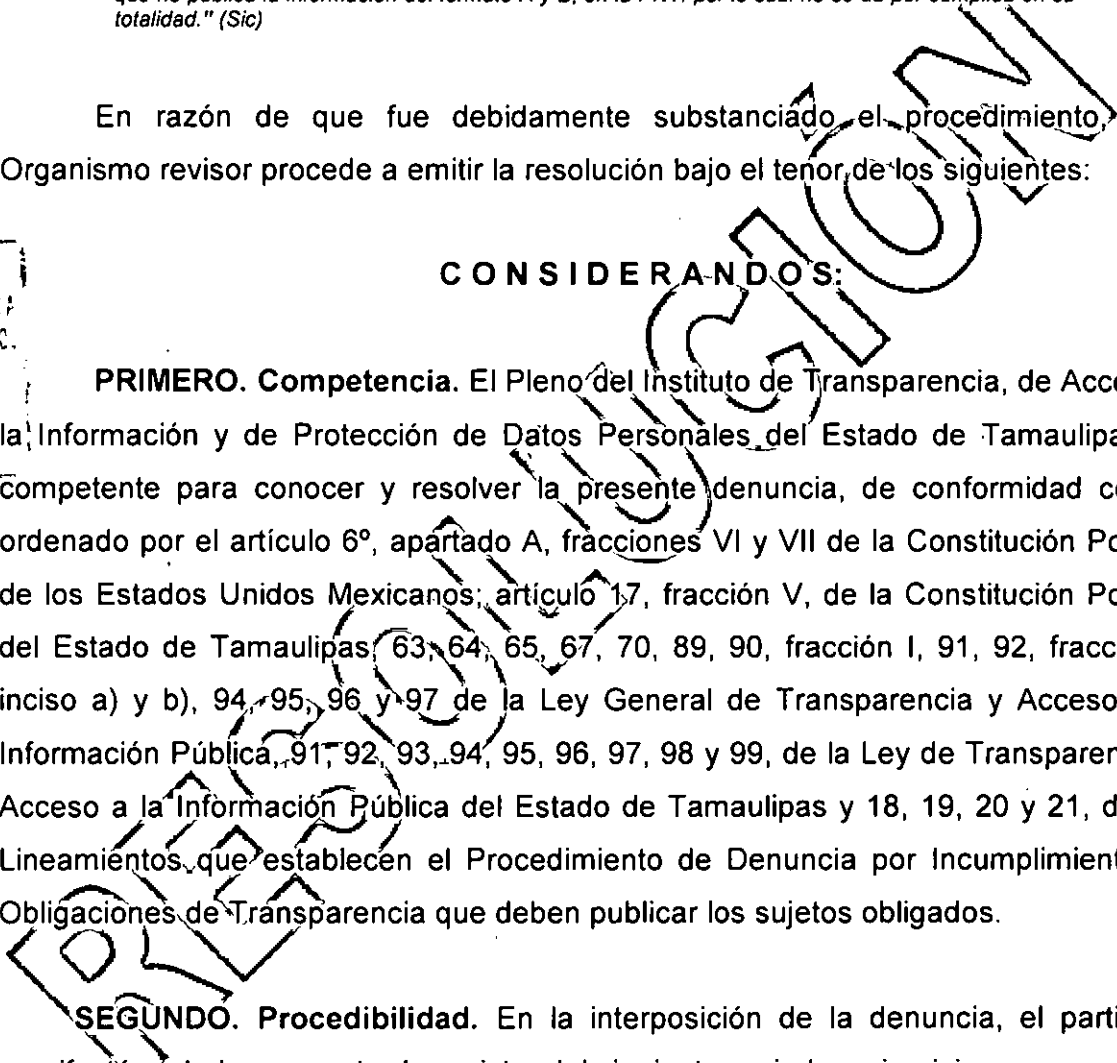 totalidad." (Sic)
En razón de que fue debidamente substanciado el procedimiento,
Organismo revisor procede a emitir la resolución bajo el tenor de los siguientes:
CONSIDERANDOS:
PRIMERO. Competencia. El Pleno del Instituto de Transparencia, de Acce
la Información y de Protección de Datos Personales del Estado de Tamaulipa
competente para conocer y resolver la presente denuncia, de conformidad c
ordenado por el artículo 6º, apartado A, fracciones VI y VII de la Constitución Po
de los Estados Unidos Mexicanos; artículo 17, fracción V, de la Constitución Po
del Estado de Tamaulipas, 63, 64, 65, 67, 70, 89, 90, fracción I, 91, 92, fracc
inciso a) y b), 94, 95, 96 y 97 de la Ley General de Transparencia y Acceso
Información Pública, 91, 92, 93, 94, 95, 96, 97, 98 y 99, de la Ley de Transparen
Acceso a la Información Pública del Estado de Tamaulipas y 18, 19, 20 y 21, d
Lineamientos que establecen el Procedimiento de Denuncia por Incumplimient
Obligaciones de Transparencia que deben publicar los sujetos obligados.
SEGUNDO. Procedibilidad. En la interposición de la denuncia, el parti
RESOLUCIÓN